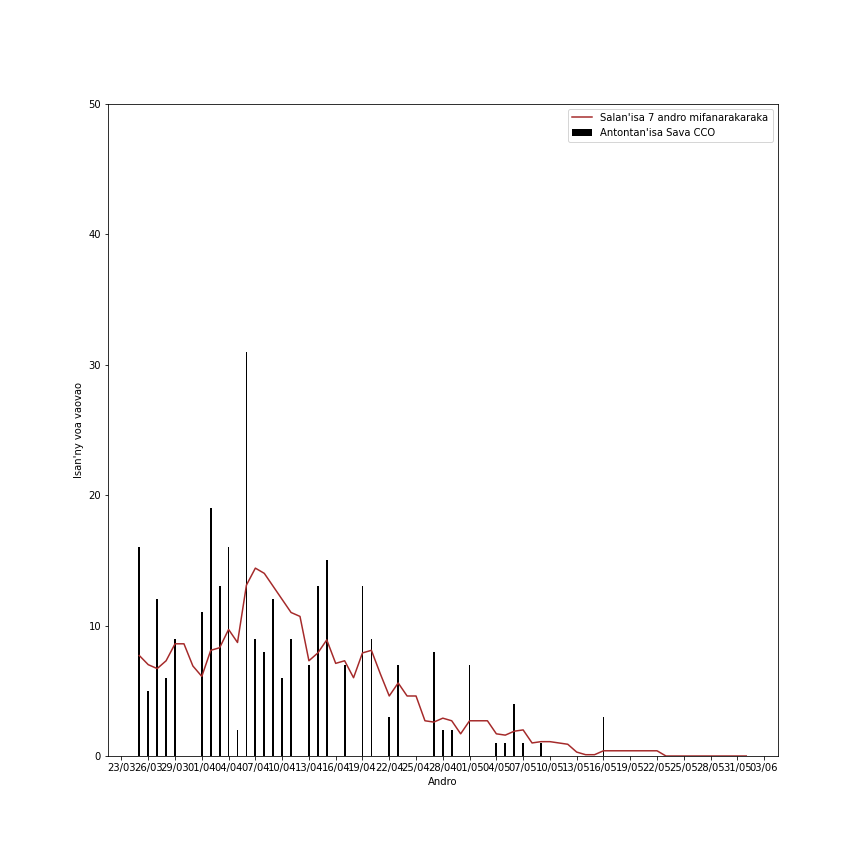 Salan'isa 7 andro mifanarakaraka
Antontan'isa Sava CCO
50
40
30
20
10
0
Isan'ny voa vaovao
23/03 26/03 29/03 01/04 04/04 07/04 10/04 13/04 16/04 19/04 22/04 25/04 28/04 01/05 04/05 07/05 10/05 13/05 16/05 19/05 22/05 25/05 28/05 31/05 03/06
Andro